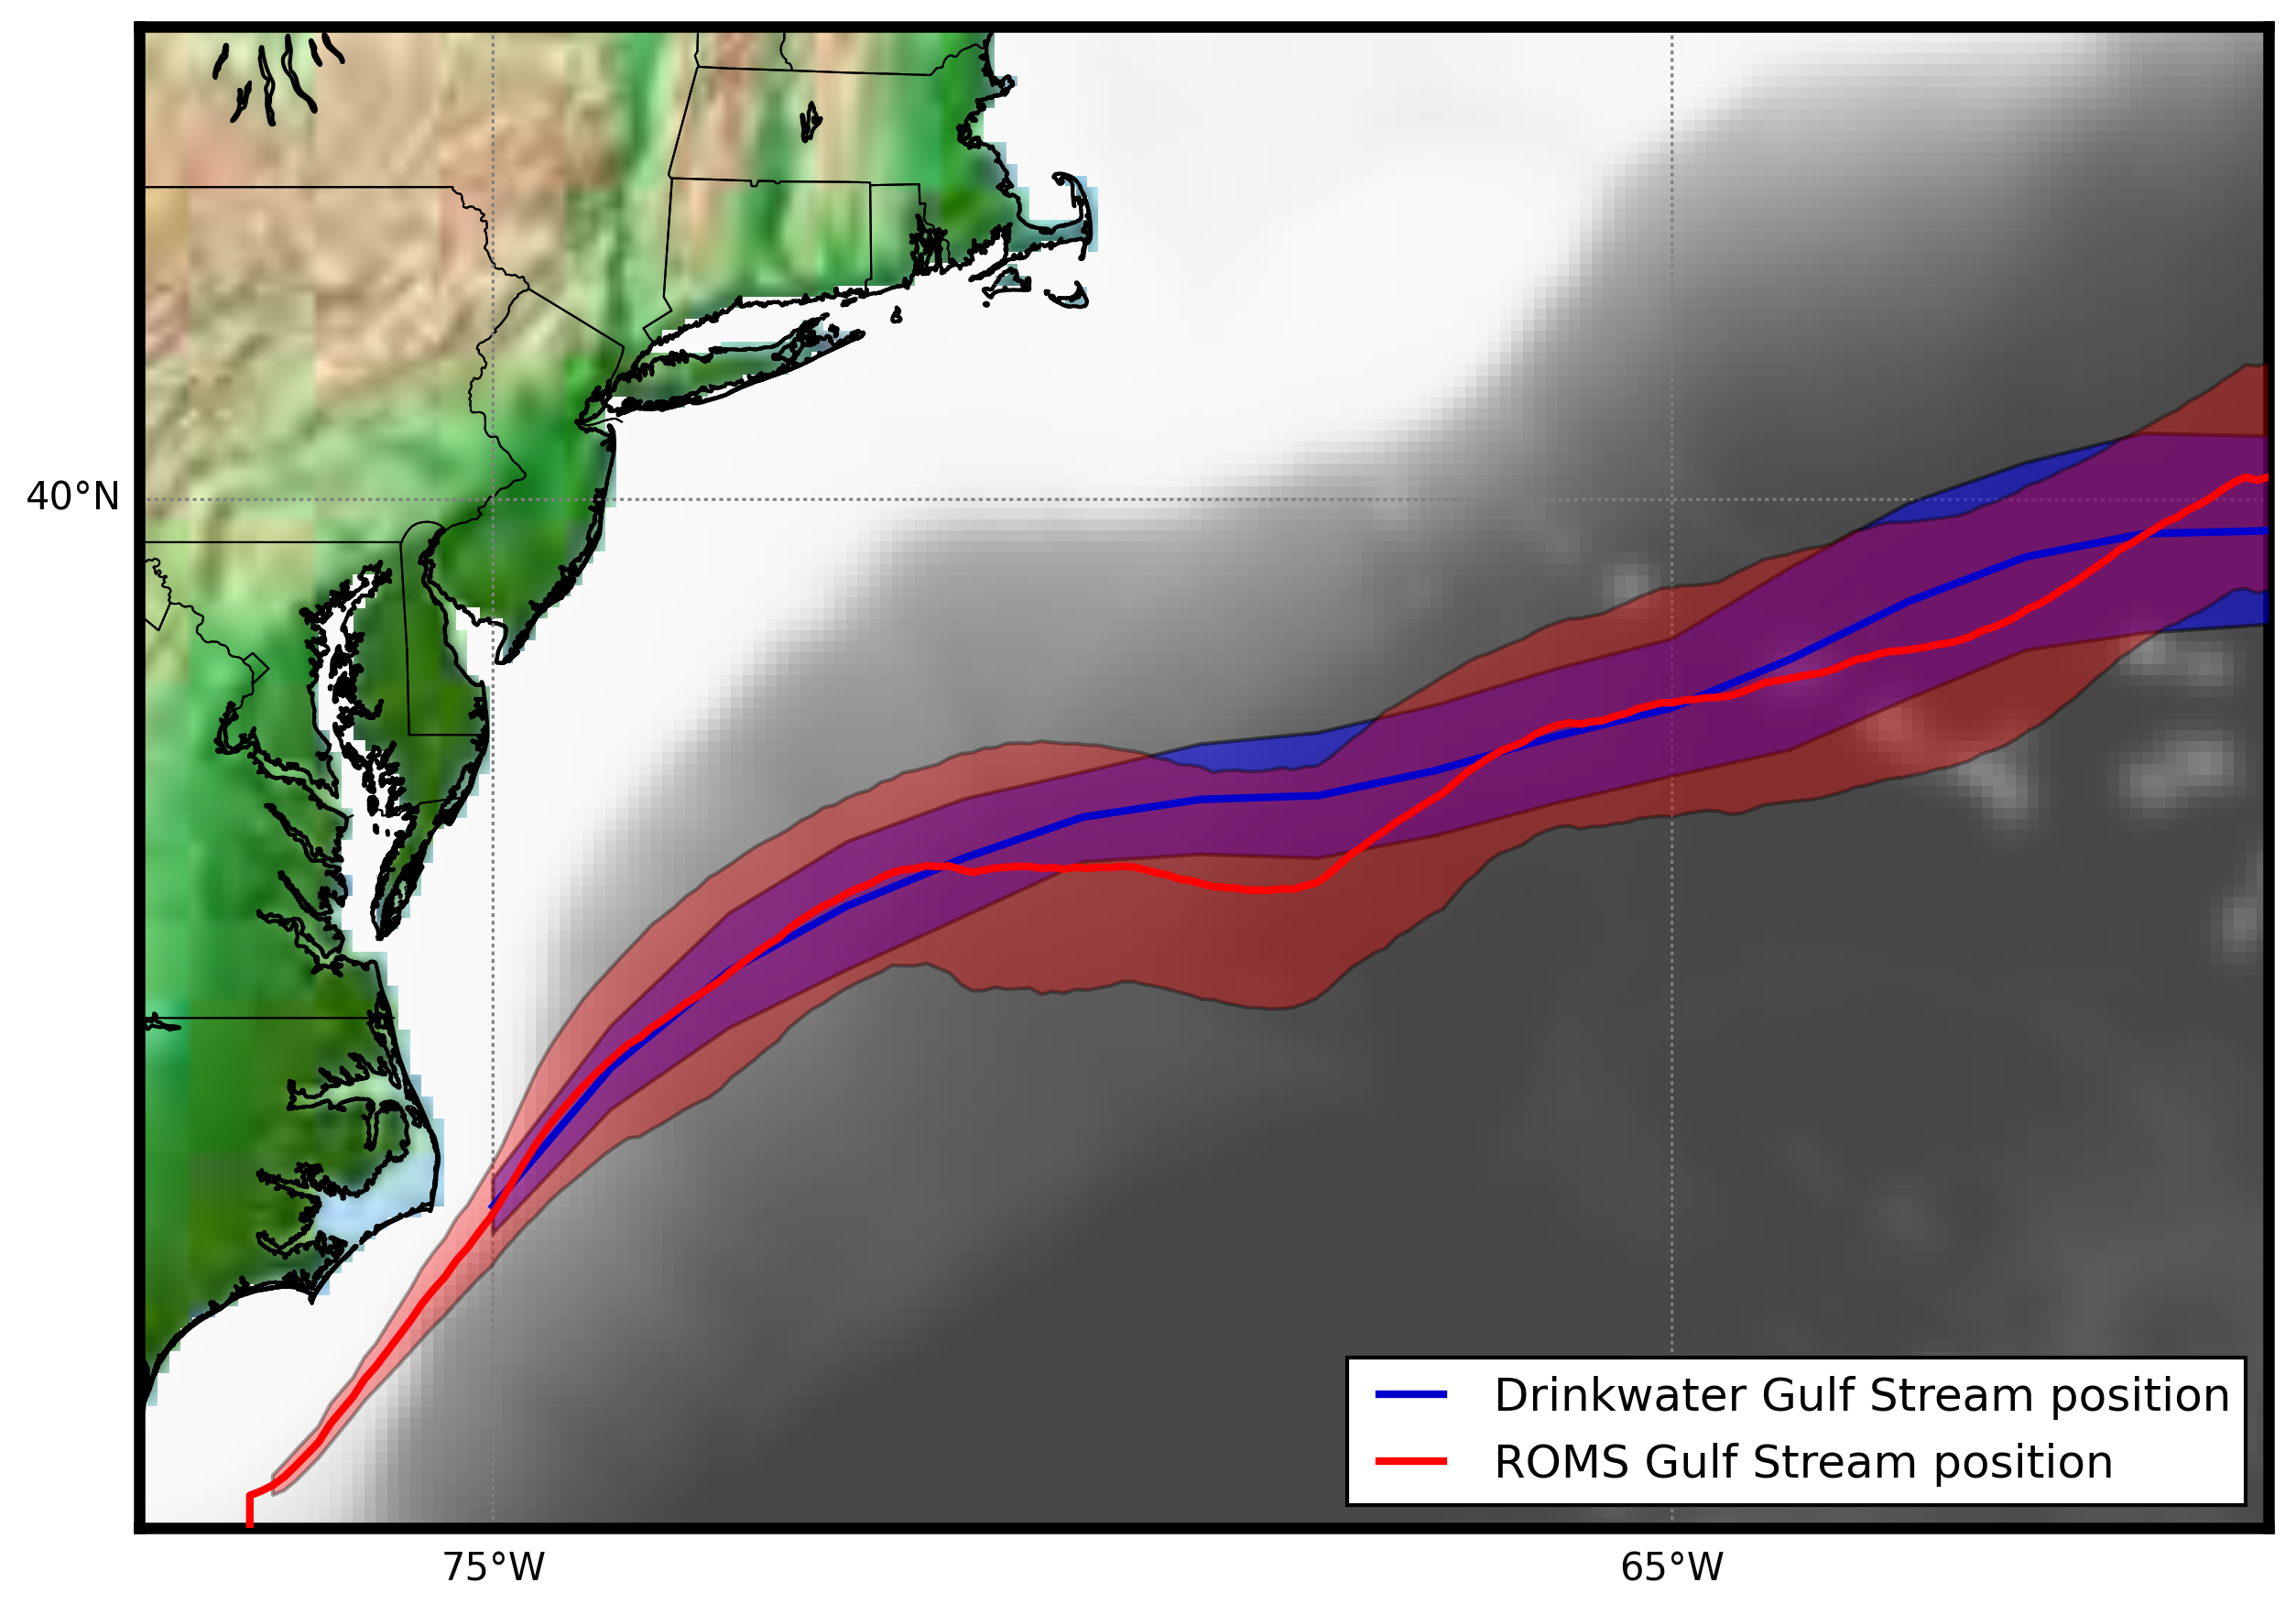 40°N
Drinkwater Gulf Stream position
ROMS Gulf Stream position
75°W
65°W